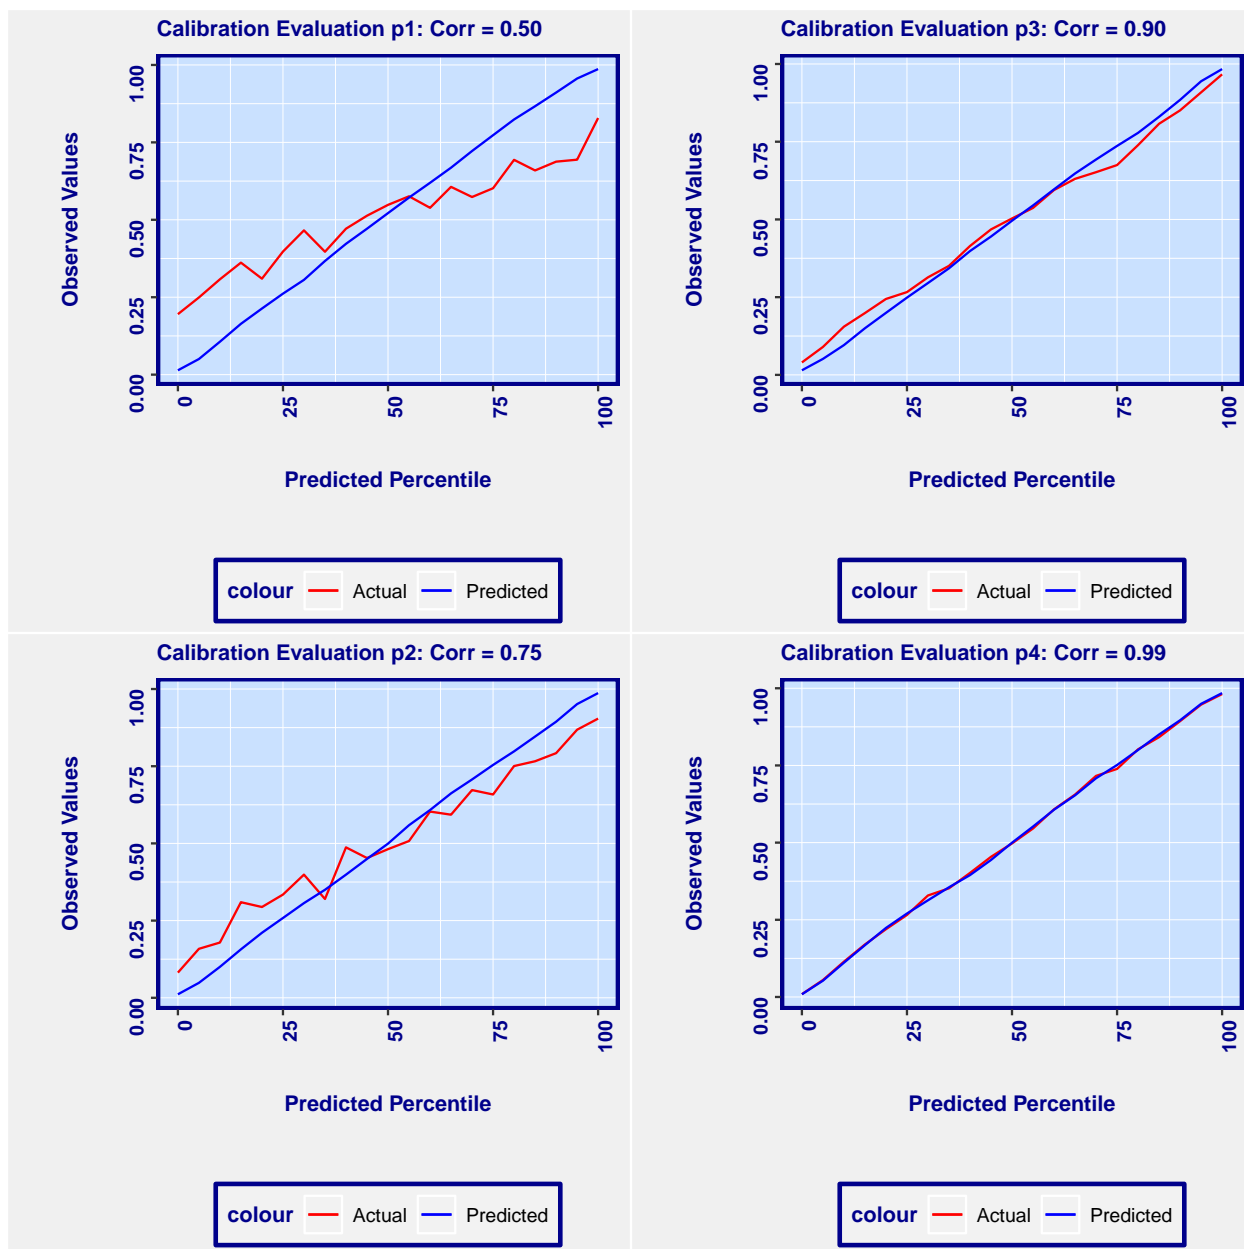 Calibration Evaluation p1: Corr = 0.50
Observed Values
1.00
0.75
0.50
0.25
0.00
0 25 50 75 100
Predicted Percentile
colour Actual Predicted
Calibration Evaluation p3: Corr = 0.90
Observed Values
1.00
0.75
0.50
0.25
0.00
0 25 50 75 100
Predicted Percentile
colour Actual Predicted
Calibration Evaluation p2: Corr = 0.75
Observed Values
1.00
0.75
0.50
0.25
0.00
0 25 50 75 100
Predicted Percentile
colour Actual Predicted
Calibration Evaluation p4: Corr = 0.99
Observed Values
1.00
0.75
0.50
0.25
0.00
0 25 50 75 100
Predicted Percentile
colour Actual Predicted